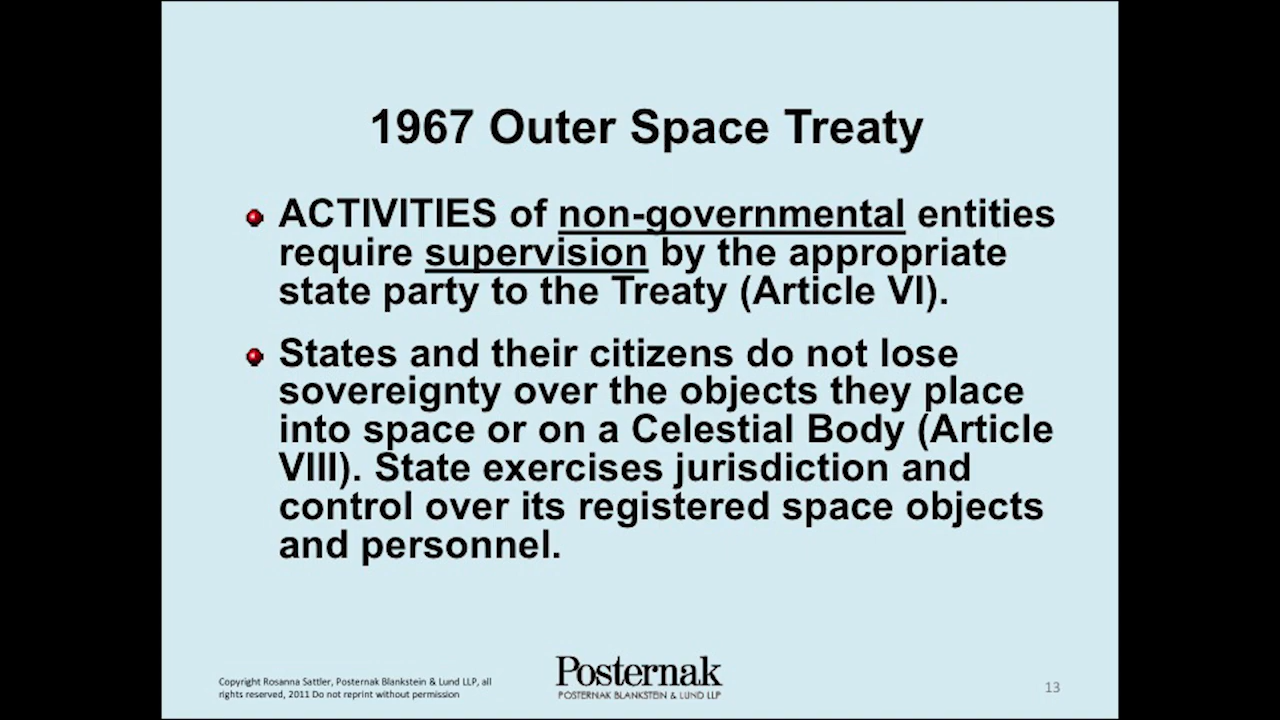 1967 Outer Space Treaty
ACTIVITIES of non-governmental entities
require supervision by the appropriate
state party to the Treaty (Article VI).
States and their citizens do not lose
sovereignty over the objects they place
into space or on a Celestial Body (Article
VIII). State exercises jurisdiction and
control over its registered space objects
and personnel.
Copyright Rosanna Sattler, Posternak Blankstein & Lund LLP, all
rights reserved, 2011 Do not reprint without permission
Posternak
POSTERNAK BLANKSTEIN & LUND LLP
13